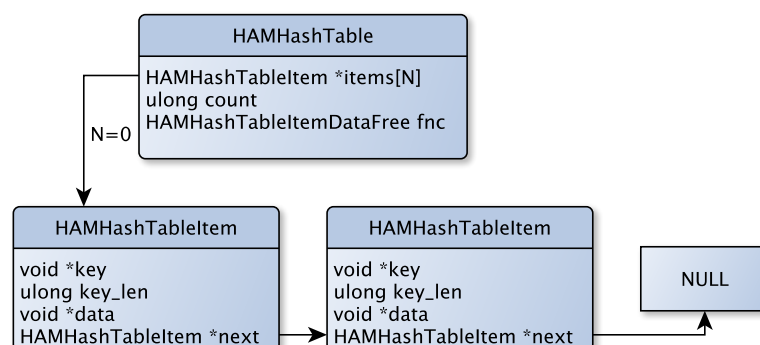 HAMHashTable
HAMHashTableItem *items[N]
ulong count
HAMHashTableItemDataFree fnc
N=0
HAMHashTableItem
void *key
ulong key_len
void *data
HAMHashTableItem *next
HAMHashTableItem
void *key
ulong key_len
void *data
HAMHashTableItem *next
NULL